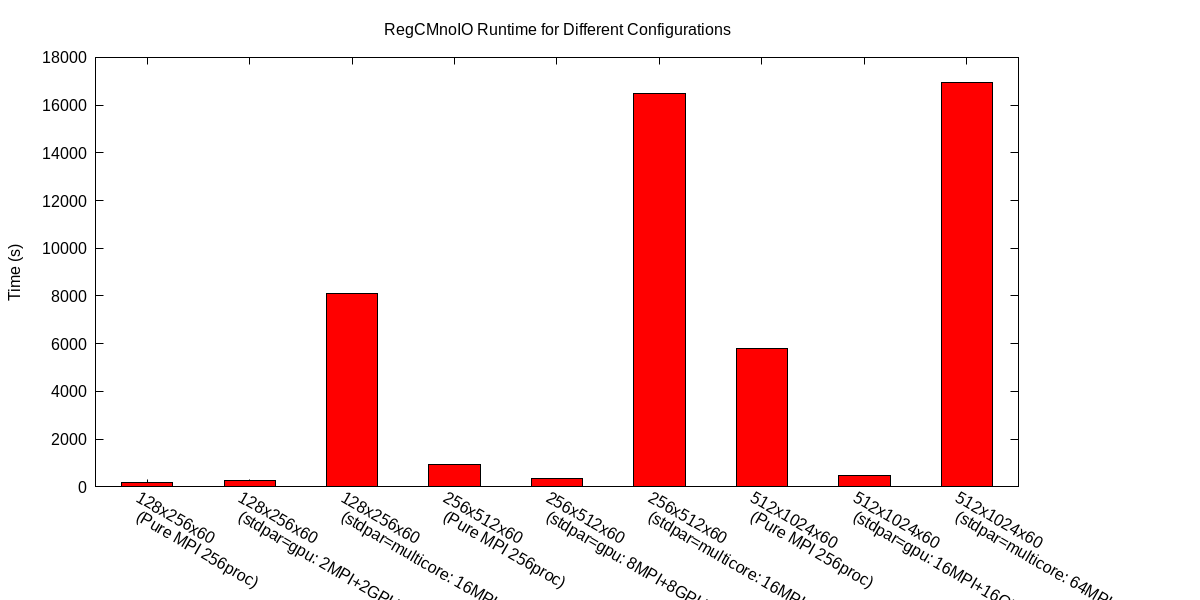 RegCMnoIO Runtime for Different Configurations
18000
16000
14000
12000
10000
8000
6000
4000
2000
0
Time (s)
128x256x60
(Pure MPI 256proc)
128x256x60
(stdpar=gpu: 2MPI+2GPU
128x256x60
(stdpar=multicore: 16MPI
256x512x60
(Pure MPI 256proc)
256x512x60
(stdpar=gpu: 8MPI+8GPU
256x512x60
(stdpar=multicore: 16MPI
512x1024x60
(Pure MPI 256proc)
512x1024x60
(stdpar=gpu: 16MPI+16G
512x1024x60
(stdpar=multicore: 64MPI